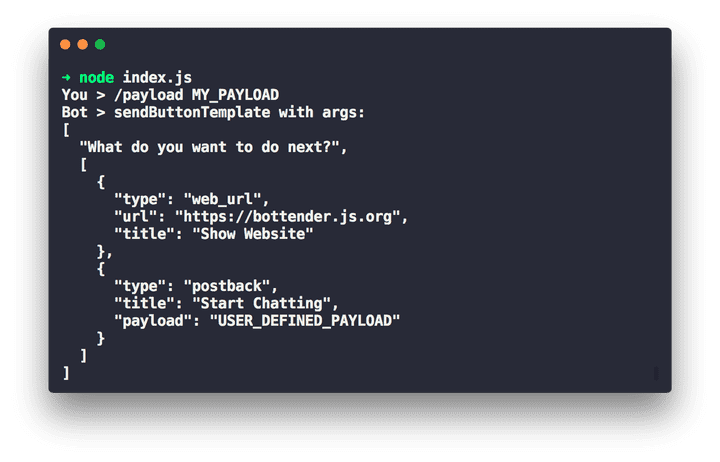 ➜ node index.js
You > /payload MY_PAYLOAD
Bot > sendButtonTemplate with args:
[
  "What do you want to do next?",
  [
    {
      "type": "web_url",
      "url": "https://bottender.js.org",
      "title": "Show Website"
    },
    {
      "type": "postback",
      "title": "Start Chatting",
      "payload": "USER_DEFINED_PAYLOAD"
    }
  ]
]